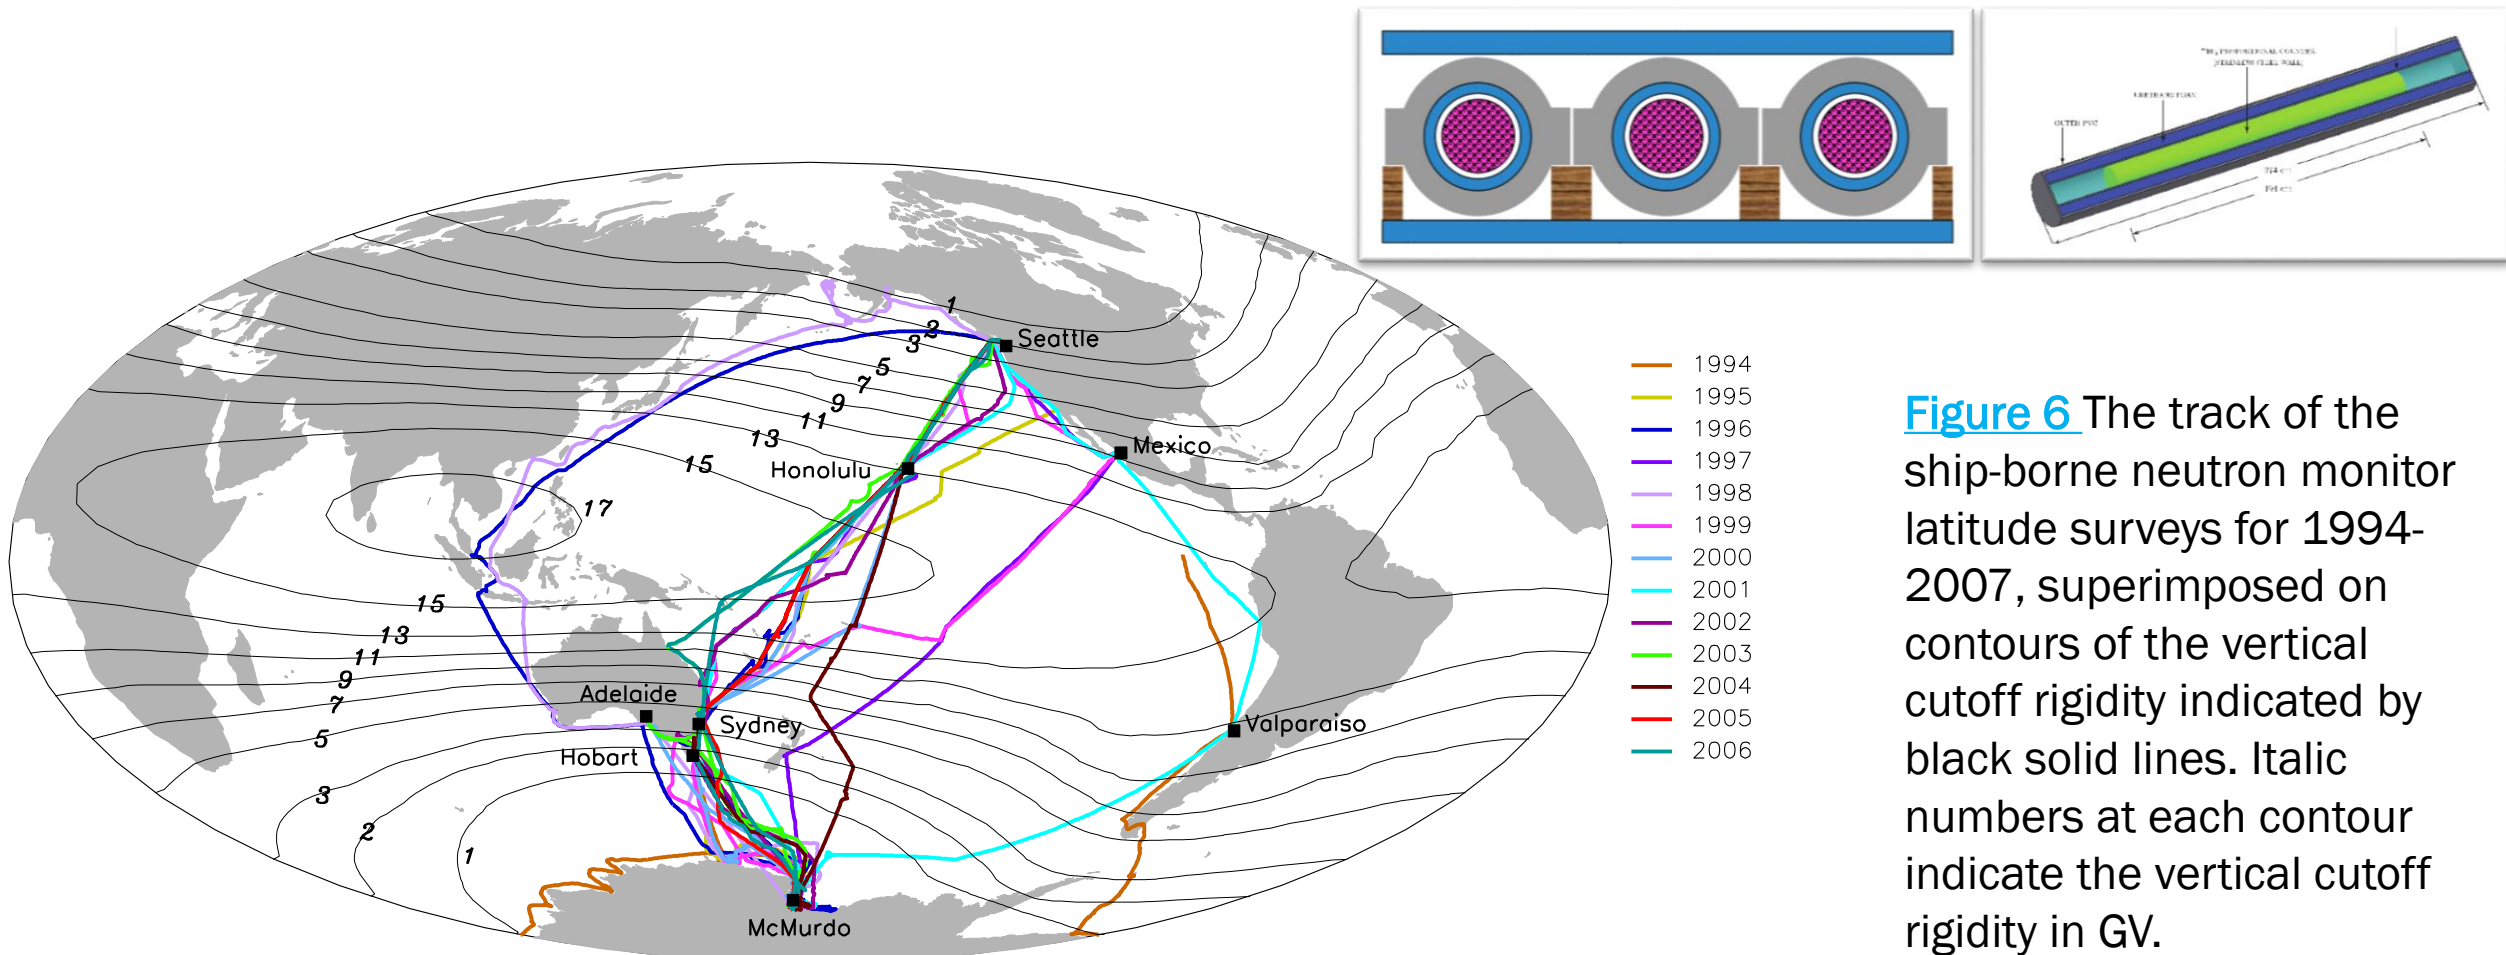 OUTER PVC
1
2
Seattle
3
5
7
9
11
13
Mexico
15
Honolulu
17
15
13
11
9
Adelaide
7
Sydney
Valparaiso
5
Hobart
3
2
1
McMurdo
1994
1995
1996
1997
1998
1999
2000
2001
2002
2003
2004
2005
2006
Figure 6 The track of the
ship-borne neutron monitor
latitude surveys for 1994-
2007, superimposed on
contours of the vertical
cutoff rigidity indicated by
black solid lines. Italic
numbers at each contour
indicate the vertical cutoff
rigidity in GV.